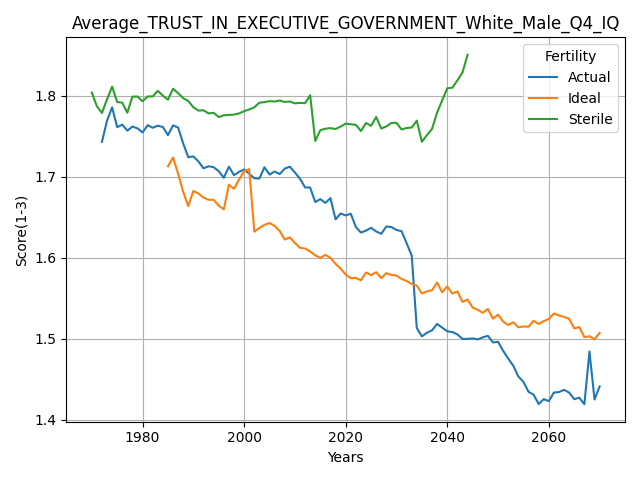 Average_TRUST_IN_EXECUTIVE_GOVERNMENT_White_Male_Q4_IQ
Fertility
Actual
Ideal
Sterile
Score(1-3)
1.8
1.7
1.6
1.5
1.4
1980
2000
2020
2040
2060
Years